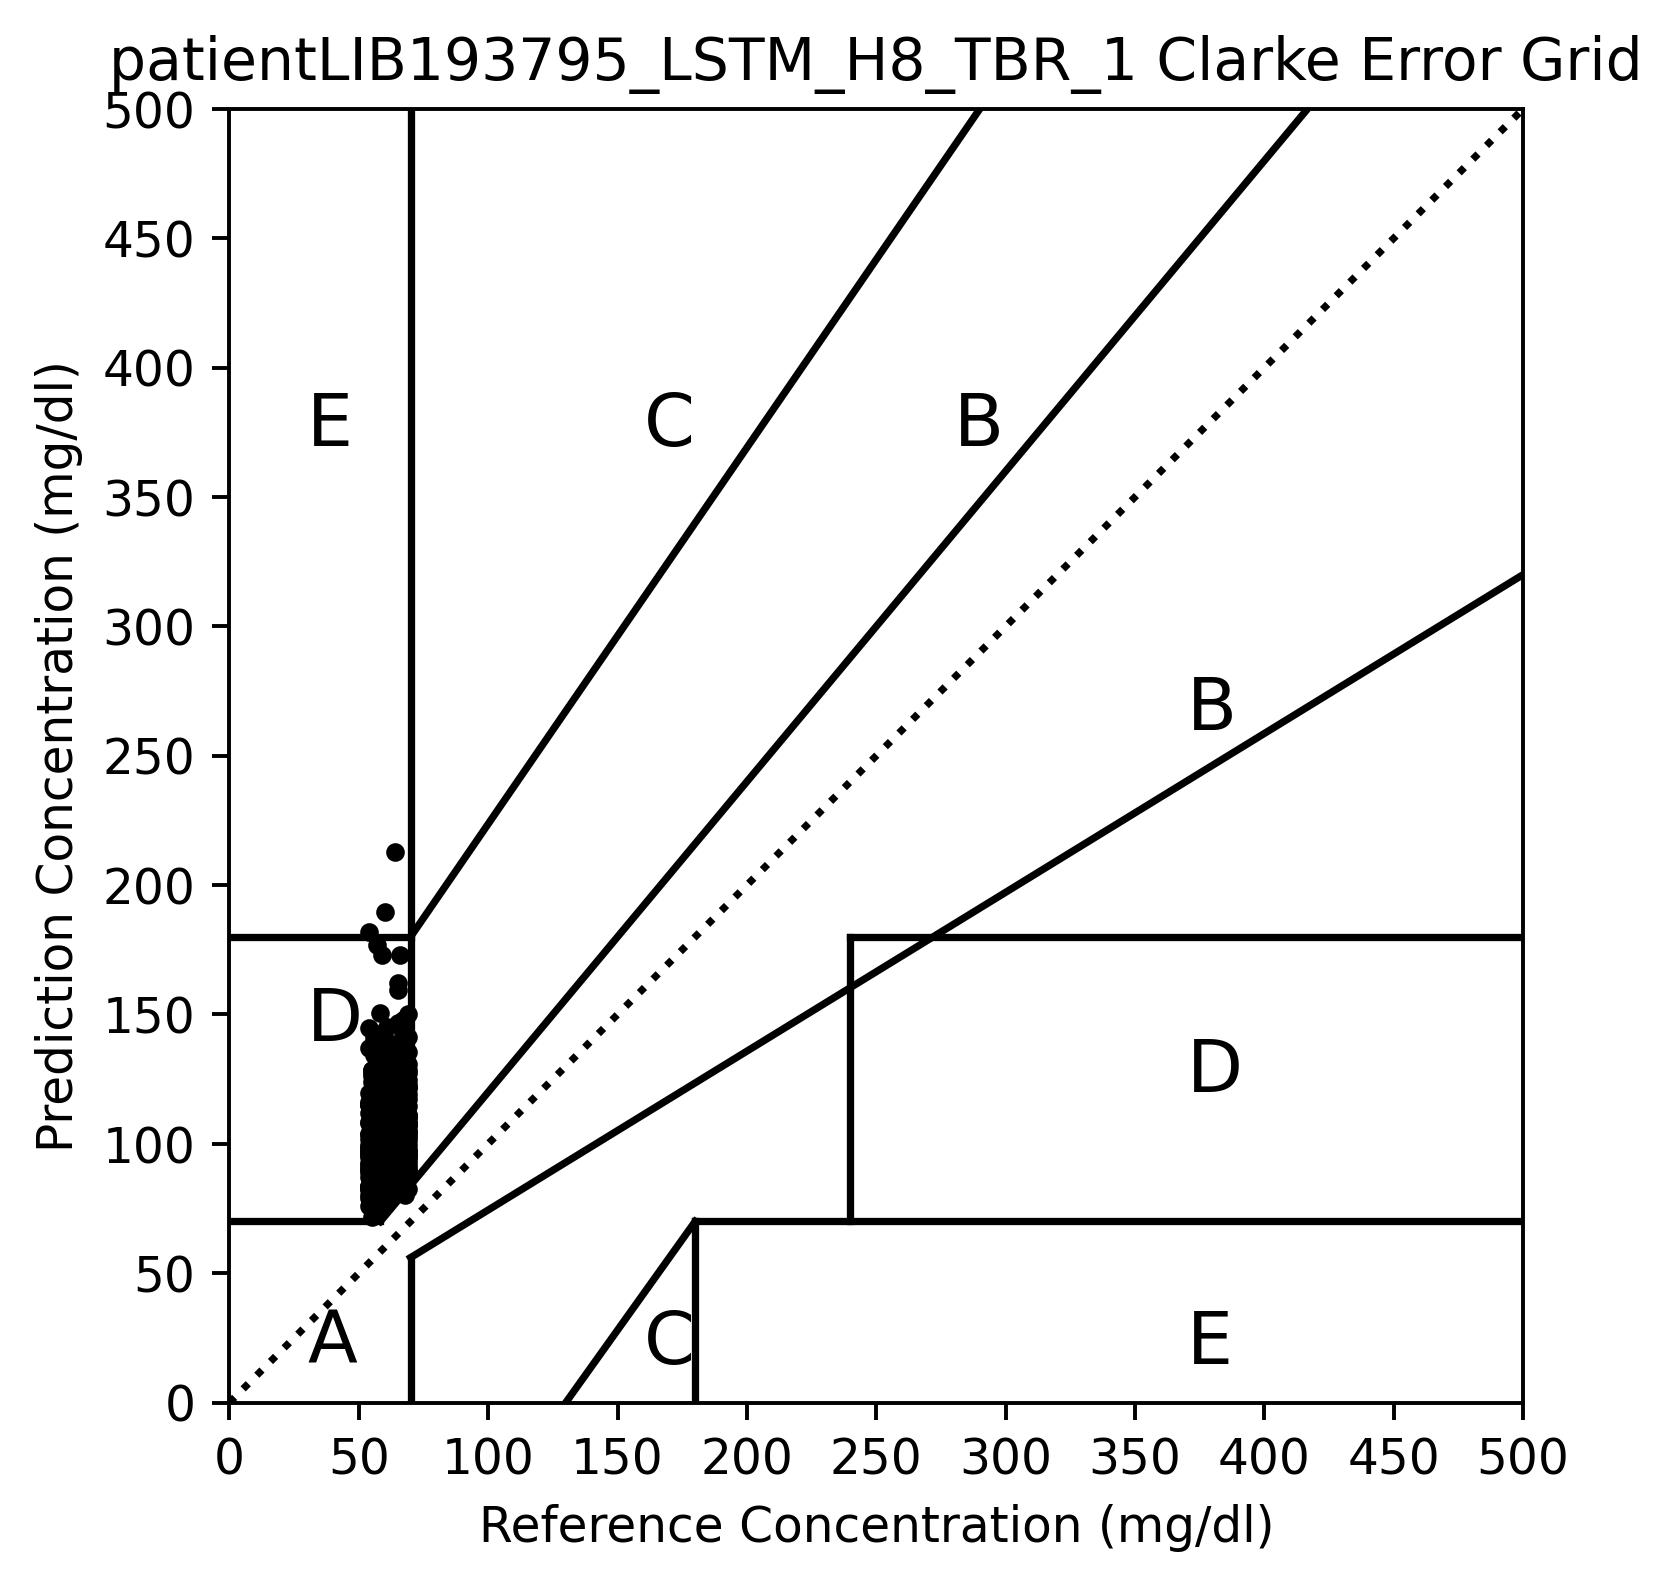 patientLIB193795_LSTM_H8_TBR_1 Clarke Error Grid
Prediction Concentration (mg/dl)
500
450
400
350
300
250
200
150
100
50
0
E
C
B
B
D
D
A
C
E
0 50 100 150 200 250 300 350 400 450 500
Reference Concentration (mg/dl)